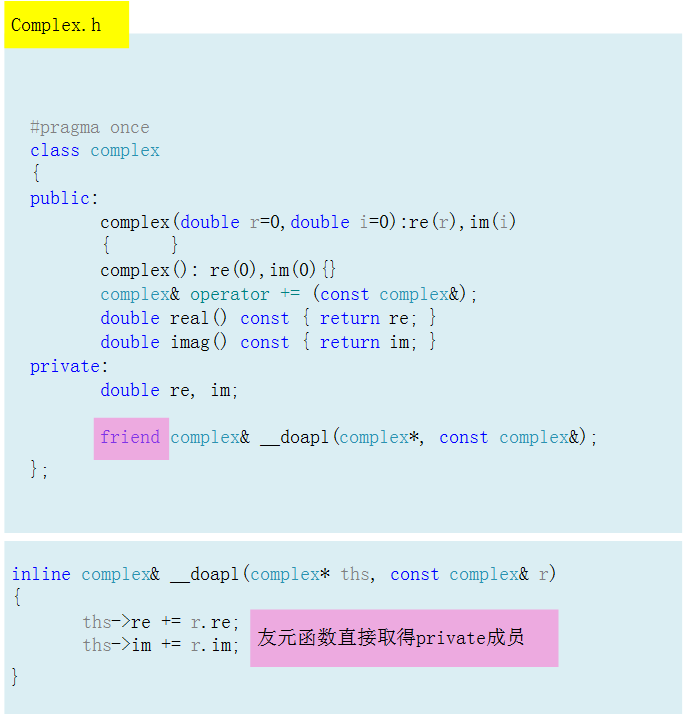 Complex.h
#pragma once
class complex
{
public:
complex(double r=0,double i=0):re(r),im(i)
{ }
complex(): re(0),im(0){}
complex& operator += (const complex&);
double real() const { return re; }
double imag() const { return im; }
private:
double re, im;
friend complex& __doapl(complex*, const complex&);
};
inline complex& __doapl(complex* ths, const complex& r)
{
ths->re += r.re;
ths->im += r.im;
友元函数直接取得private成员
}